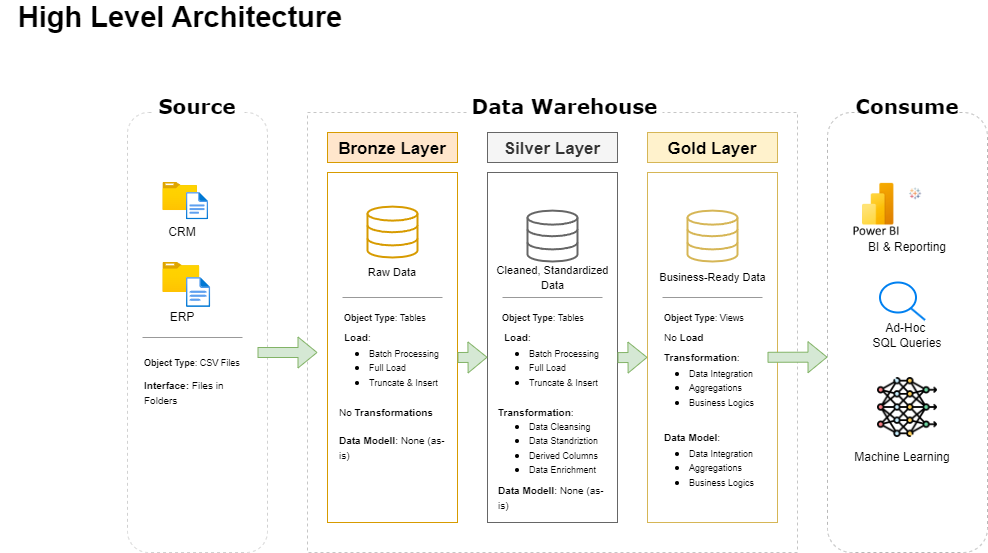 High Level Architecture
Source
CRM
ERP
Object Type: CSV Files
Interface: Files in
Folders
Data Warehouse
Bronze Layer
Raw Data
Object Type: Tables
Load:
Batch Processing
Full Load
Truncate & Insert
No Transformations
Data Modell: None (as-
is)
Silver Layer
Cleaned, Standardized
Data
Object Type: Tables
Load:
Batch Processing
Full Load
Truncate & Insert
Transformation:
Data Cleansing
Data Standriztion
Derived Columns
Data Enrichment
Data Modell: None (as-
is)
Gold Layer
Business-Ready Data
Object Type: Views
No Load
Transformation:
Data Integration
Aggregations
Business Logics
Data Model:
Data Integration
Aggregations
Business Logics
Consume
Power BI
BI & Reporting
Ad-Hoc
SQL Queries
Machine Learning